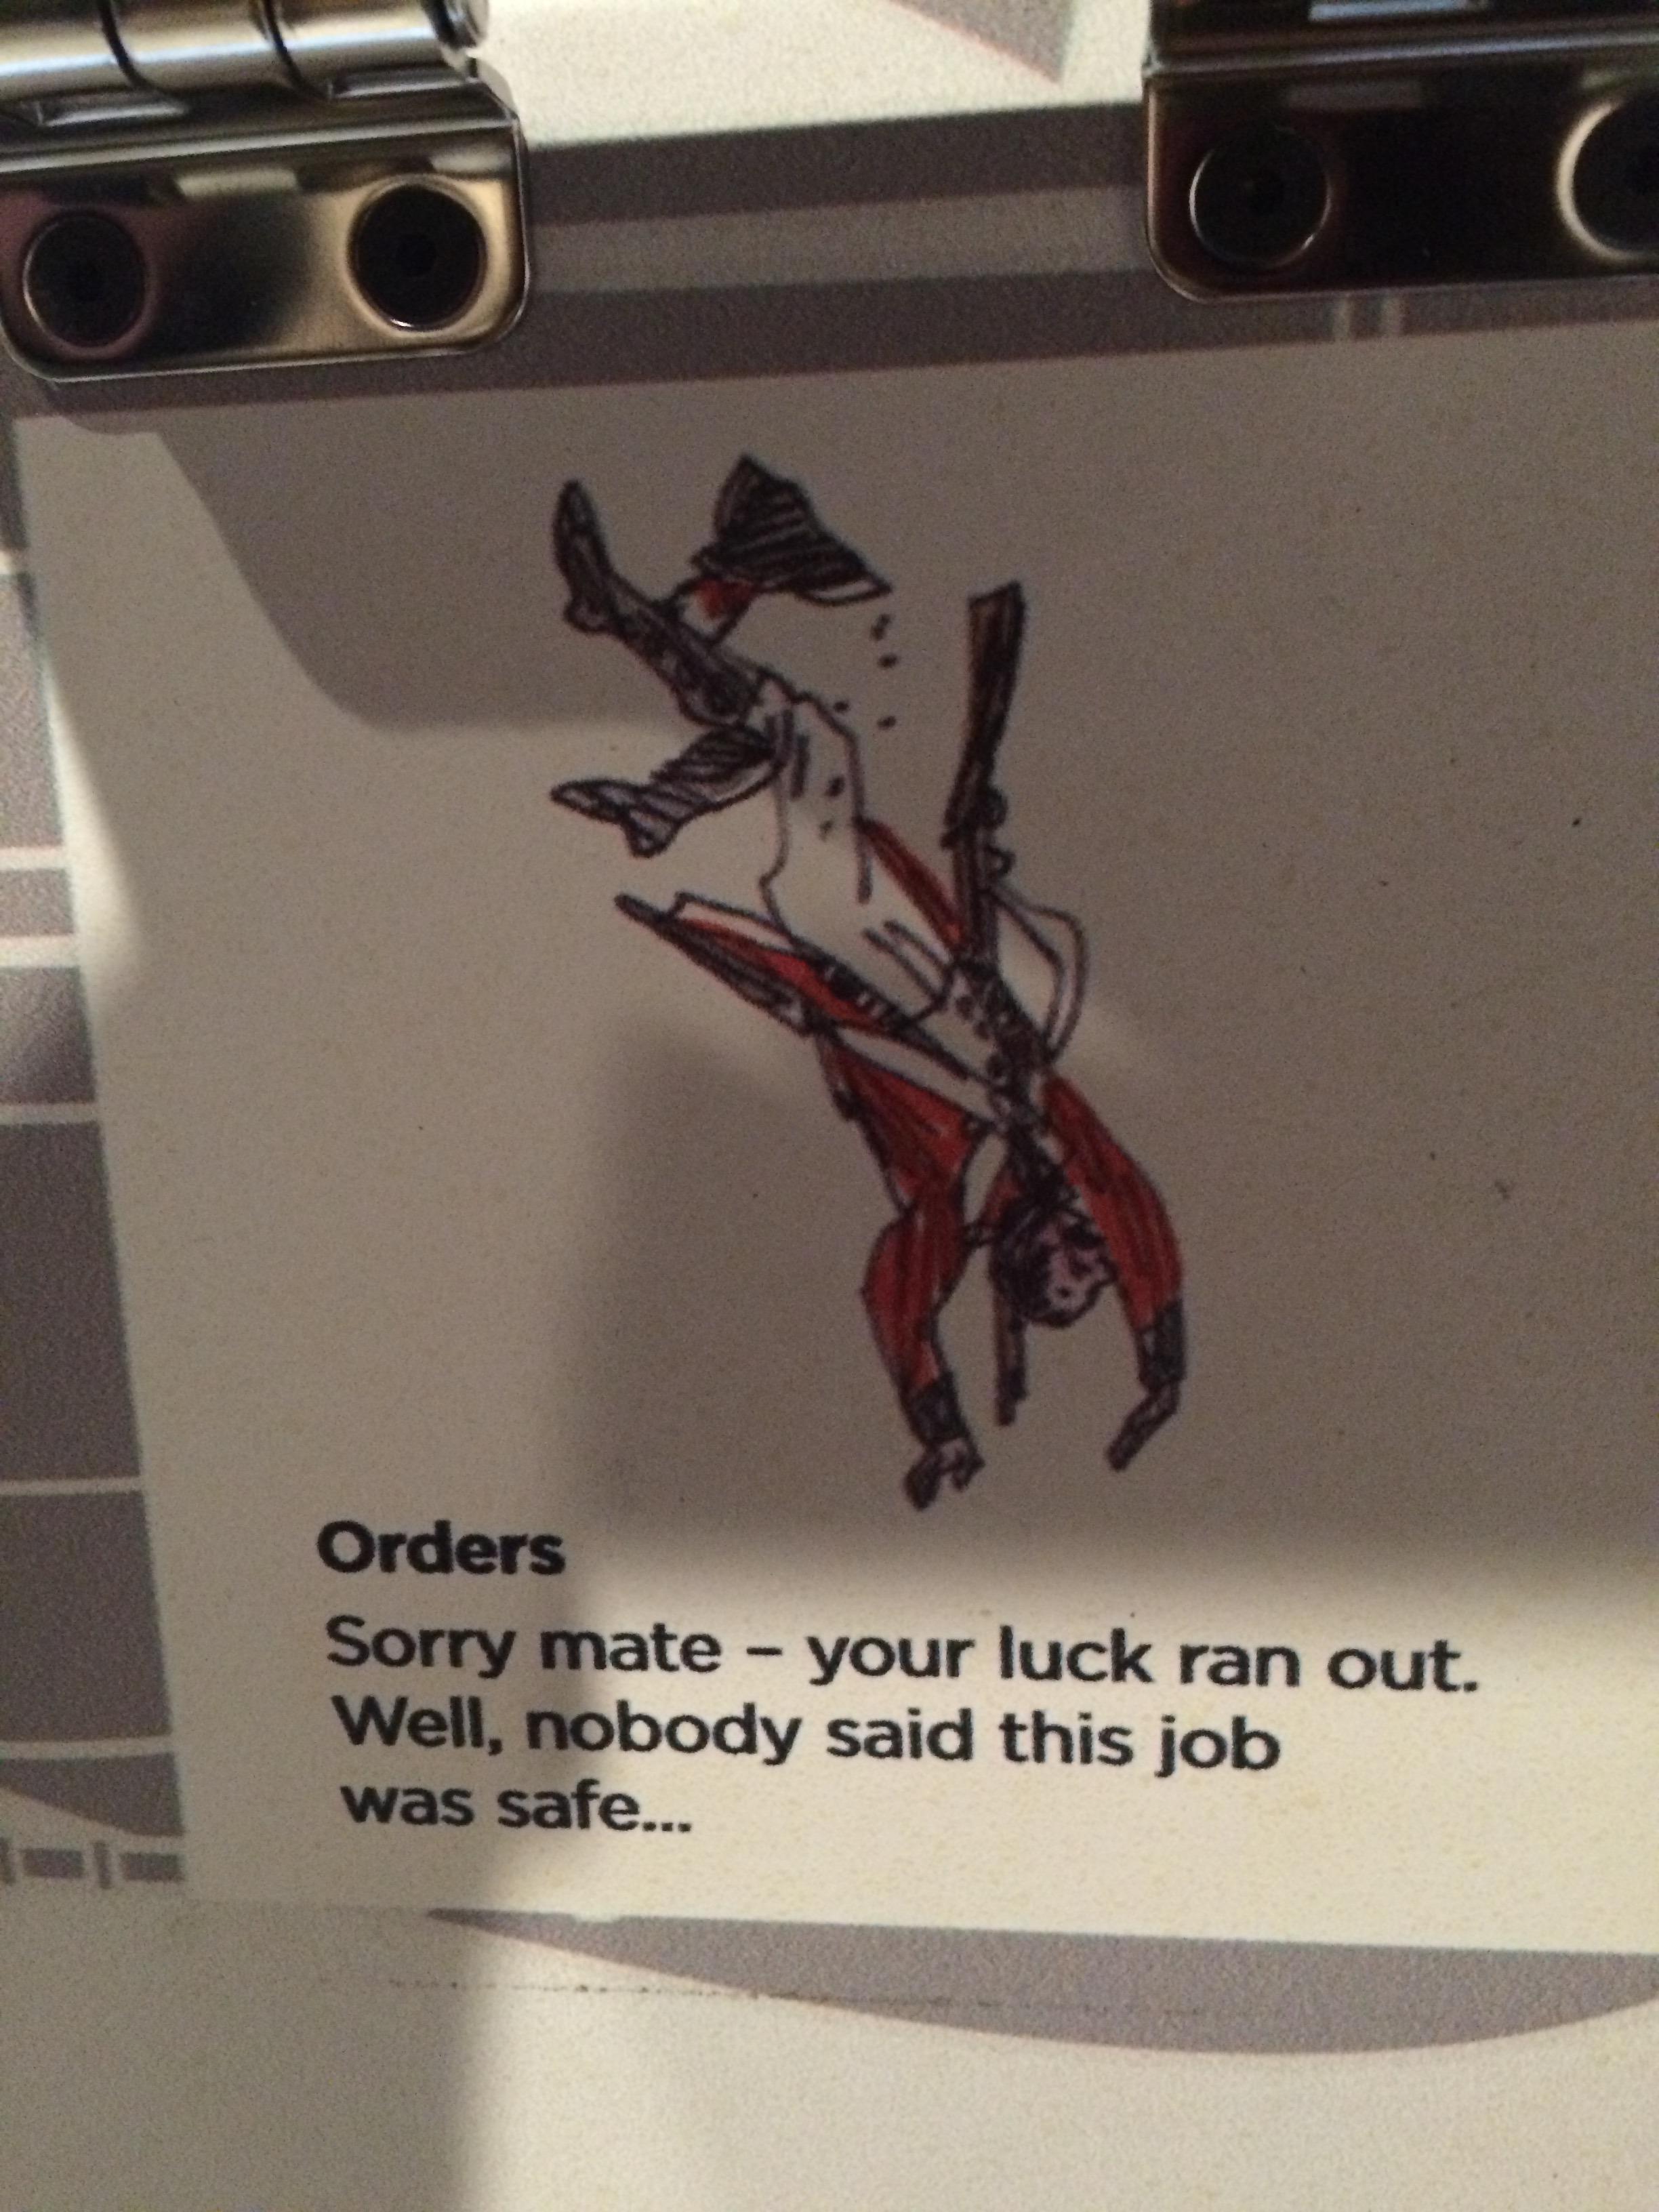 Orders
Sorry mate – your luck ran out.
Well, nobody said this job
was safe...